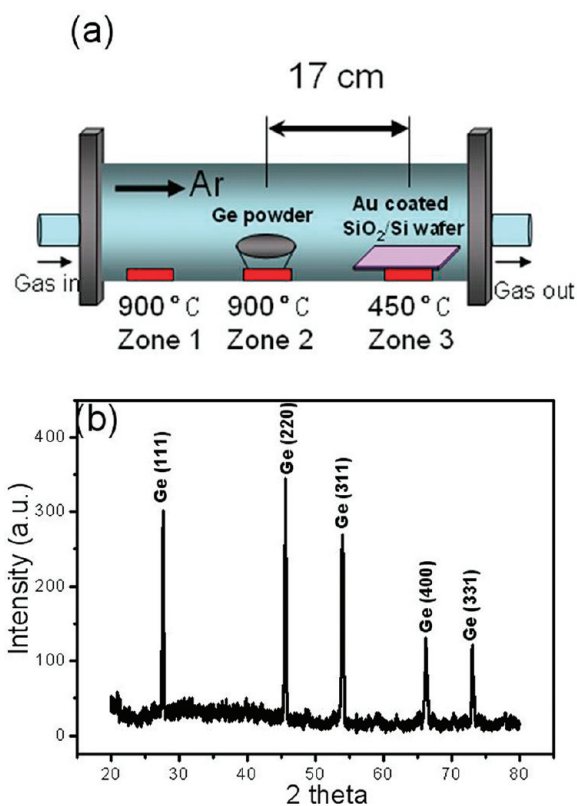 (a)
17 cm
Ar
Ge powder
Au coated
SiO₂/Si wafer
Gas in
Gas out
900°C
Zone 1
900°C
Zone 2
450°C
Zone 3
(b)
Intensity (a.u.)
400
300
200
100
0
Ge (111)
Ge (220)
Ge (311)
Ge (400)
Ge (331)
20 30 40 50 60 70 80
2 theta